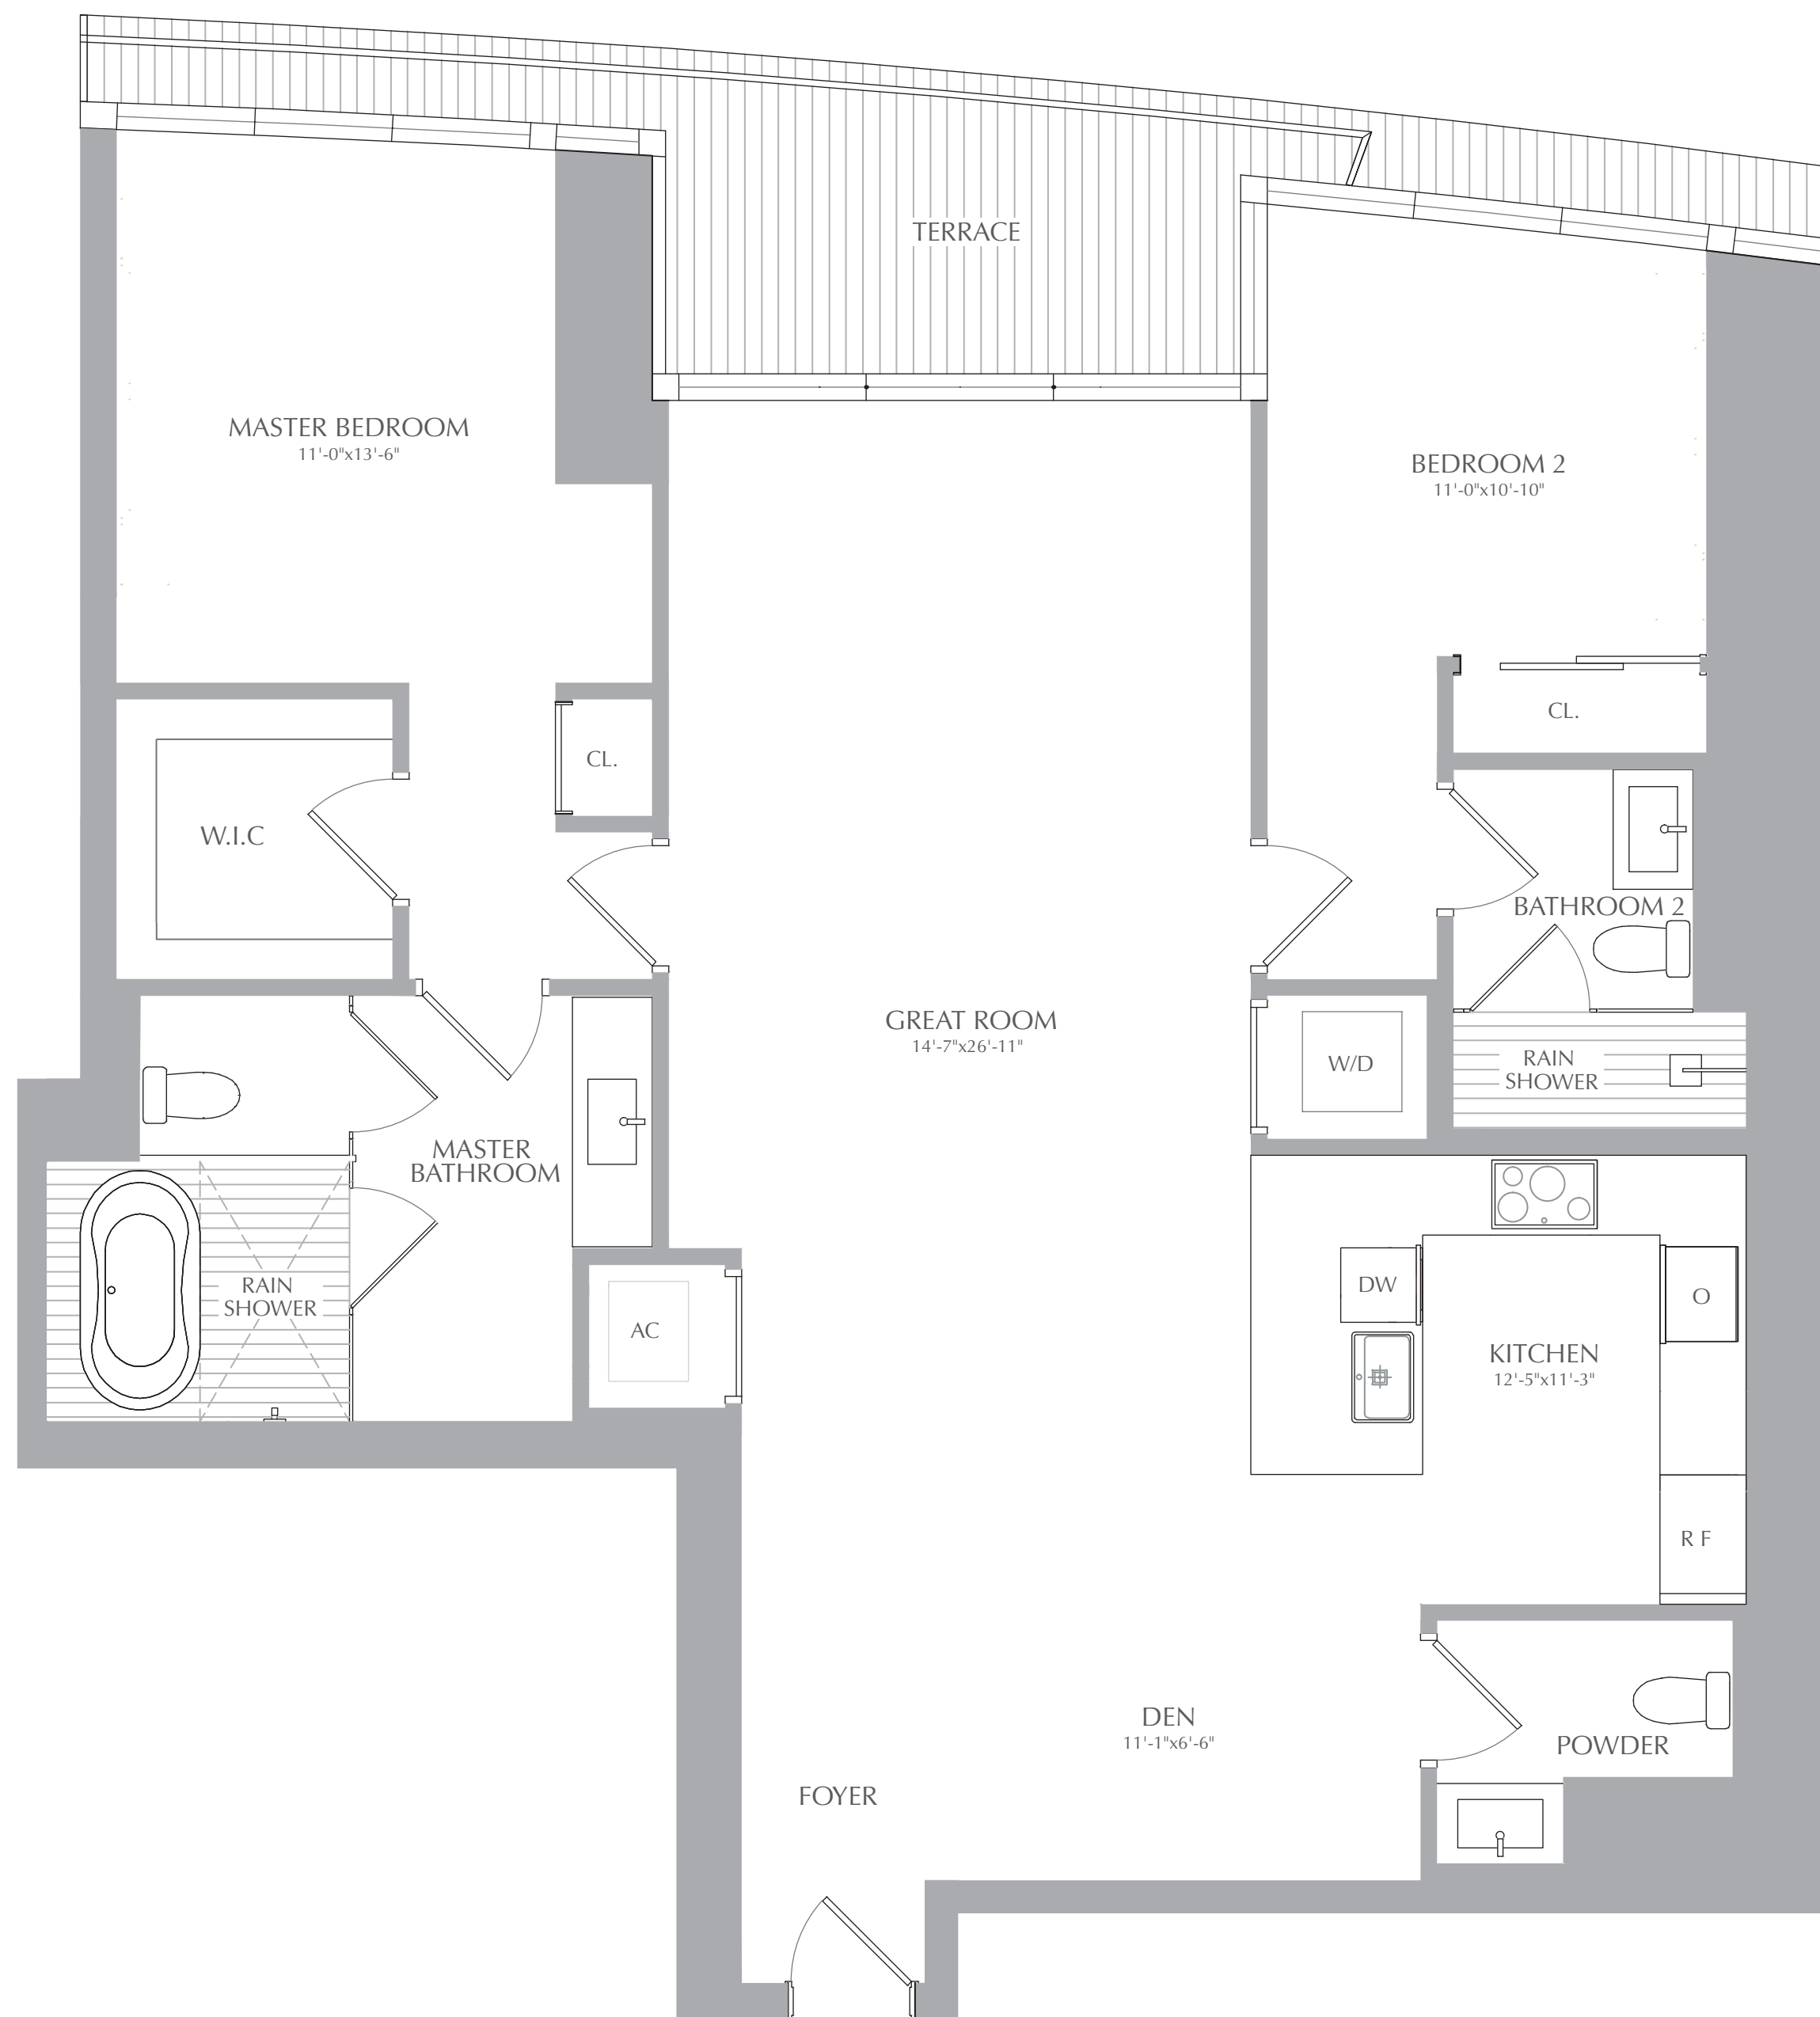 TERRACE
MASTER BEDROOM
11'-0"x13'-6"
BEDROOM 2
11'-0"x10'-10"
CL.
CL.
W.I.C
BATHROOM 2
GREAT ROOM
14'-7"x26'-11"
W/D
RAIN
SHOWER
MASTER
BATHROOM
RAIN
SHOWER
AC
DW
O
KITCHEN
12'-5"x11'-3"
R F
DEN
11'-1"x6'-6"
POWDER
FOYER